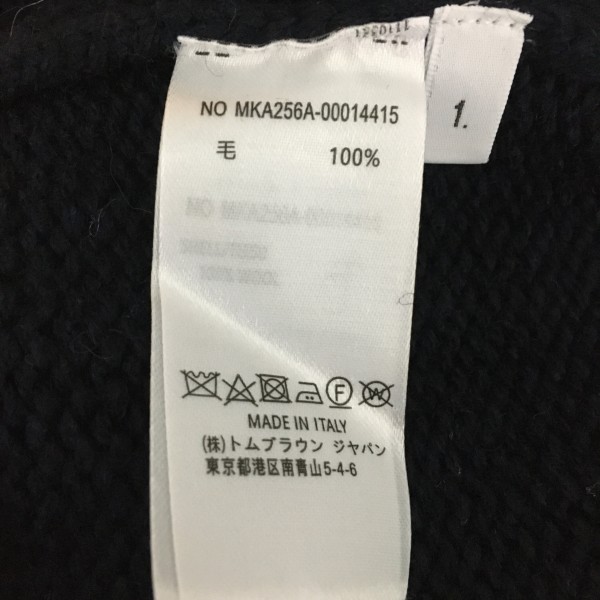 NO MKA256A-00014415
毛 100%
MADE IN ITALY
(株)トムブラウン ジャパン
東京都港区南青山5-4-6
1.